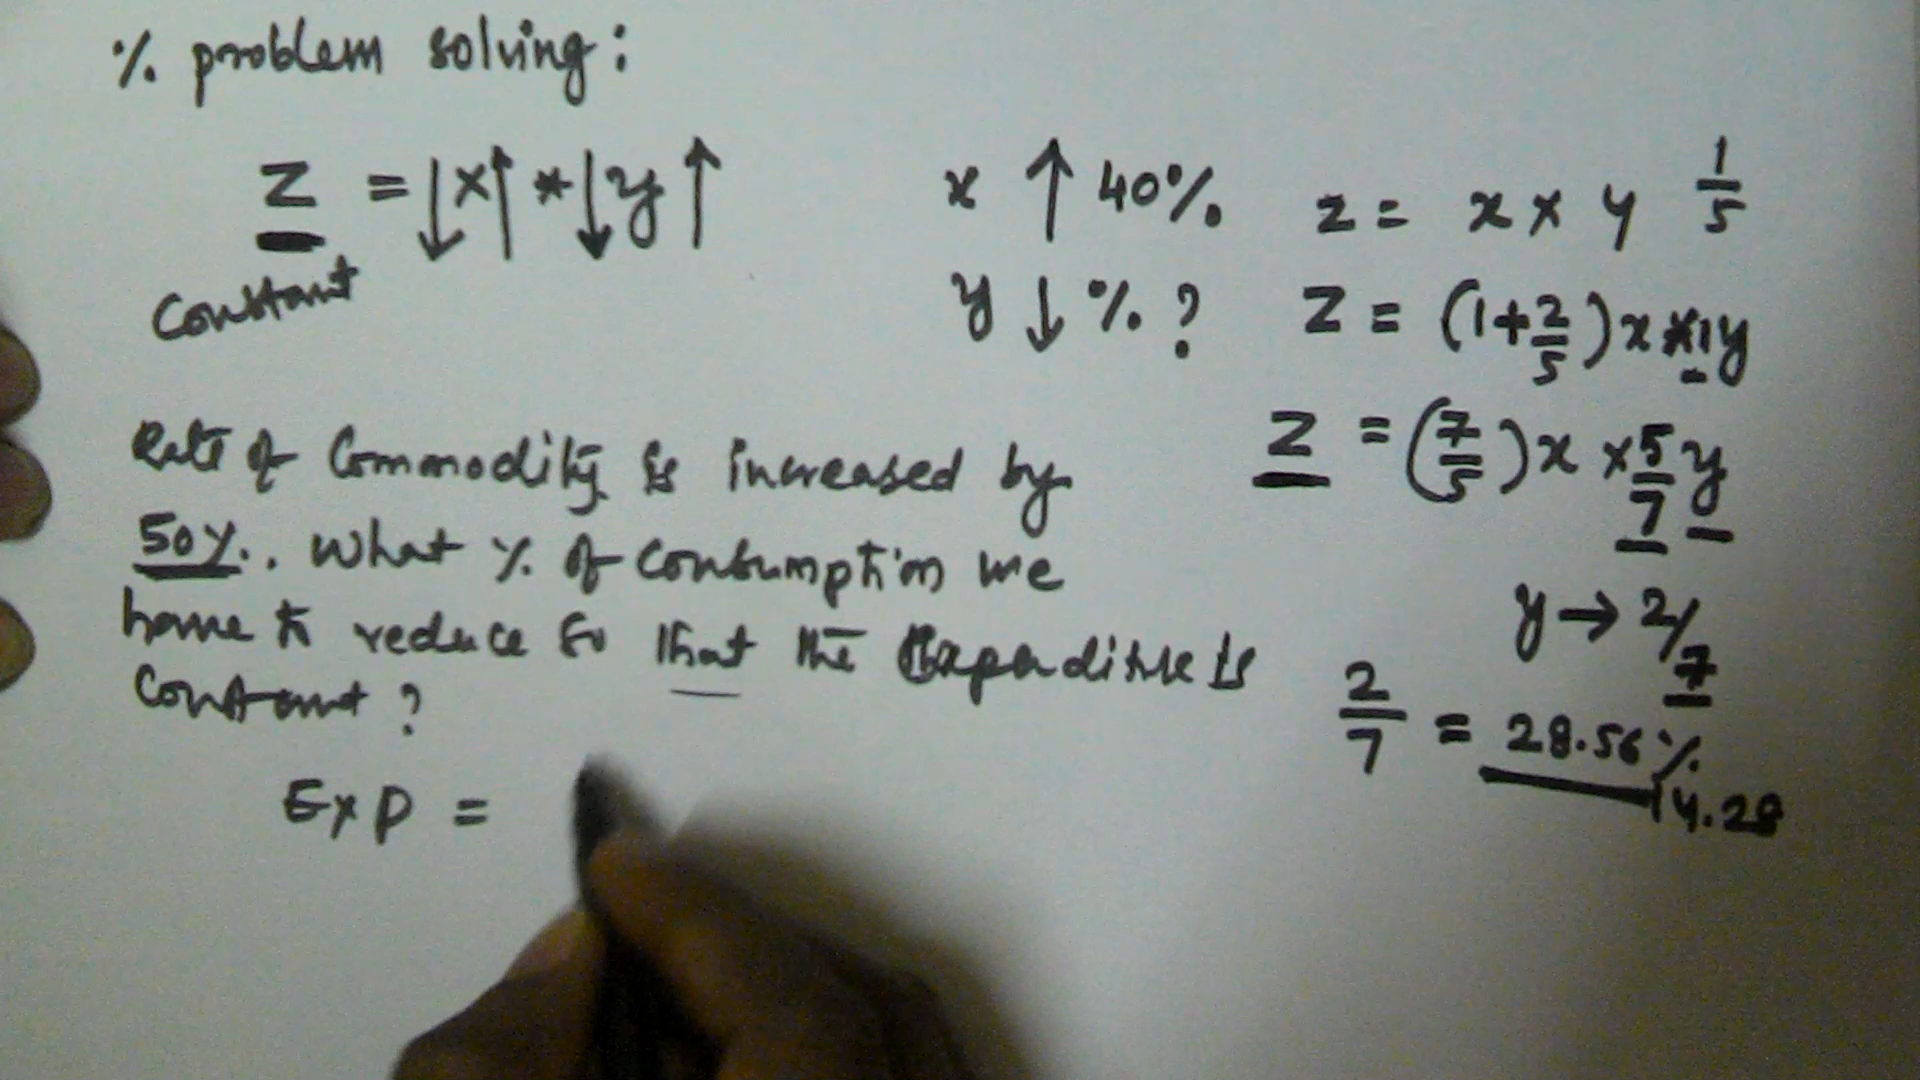 % problem solving:
Z = ↓x↑ * ↓y↑
Constant
x ↑ 40%.
y ↓ %. ?
z = x × y 1/5
Z = (1+2/5)x × 1y
Z = (7/5)x × 5/7 y
y → 2/7
2/7 = 28.56%.
14.28
Rate of Commodity is increased by
50%. What % of Consumption we
have to reduce so that the Expenditure is
Constant?
Exp =